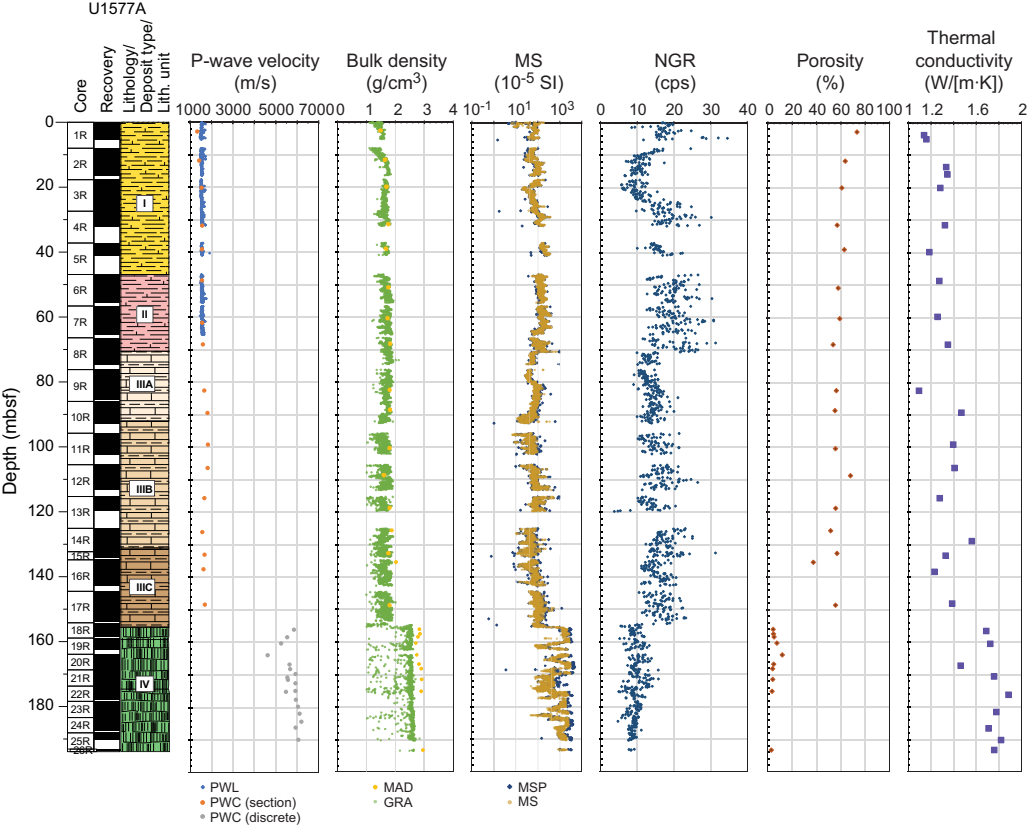 U1577A
Core
Recovery
Lithology/
Deposit type/
Lith. unit
P-wave velocity
(m/s)
Bulk density
(g/cm3)
MS
(10-5 SI)
NGR
(cps)
Porosity
(%)
Thermal
conductivity
(W/[m·K])
1000 3000 50000 70000
1 2 3 4
10-1 101 103
0 10 20 30 40
0 20 40 60 80 100
1 1.2 1.6 2
Depth (mbsf)
0
20
40
60
80
100
120
140
160
180
1R
2R
3R
4R
5R
6R
7R
8R
9R
10R
11R
12R
13R
14R
15R
16R
17R
18R
19R
20R
21R
22R
23R
24R
25R
26R
I
II
IIIA
IIIB
IIIC
IV
PWL
PWC (section)
PWC (discrete)
MAD
GRA
MSP
MS